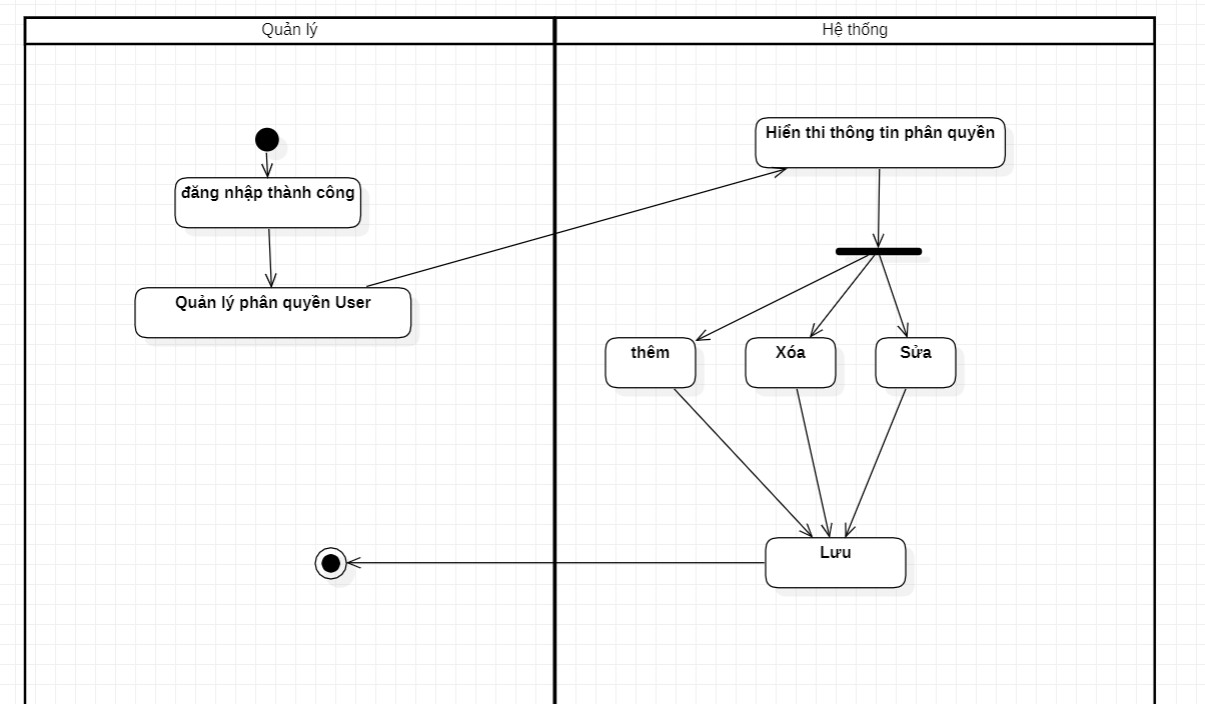 Quản lý
Hệ thống
Hiển thi thông tin phân quyền
đăng nhập thành công
Quản lý phân quyền User
thêm
Xóa
Sửa
Lưu